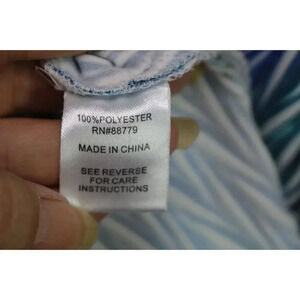 100%POLYESTER
RN#88779
MADE IN CHINA
SEE REVERSE
FOR CARE
INSTRUCTIONS